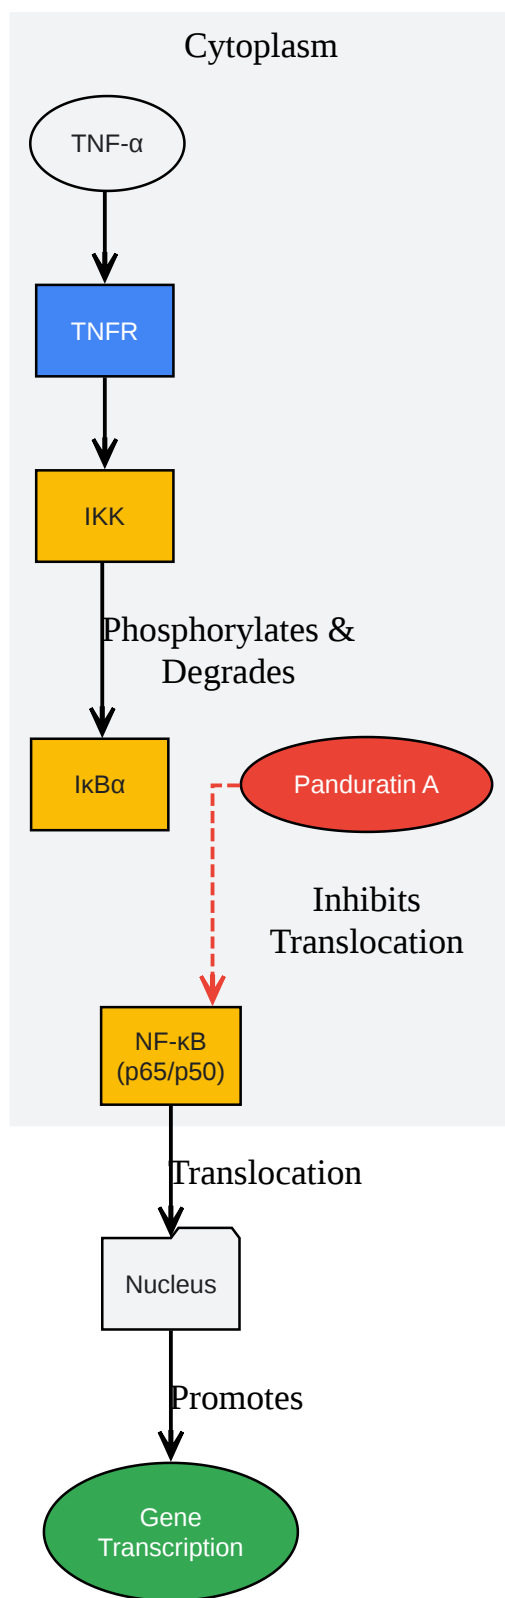 Cytoplasm
TNF-α
TNFR
IKK
Phosphorylates &
Degrades
IκBα
Panduratin A
Inhibits
Translocation
NF-κB
(p65/p50)
Translocation
Nucleus
Promotes
Gene
Transcription